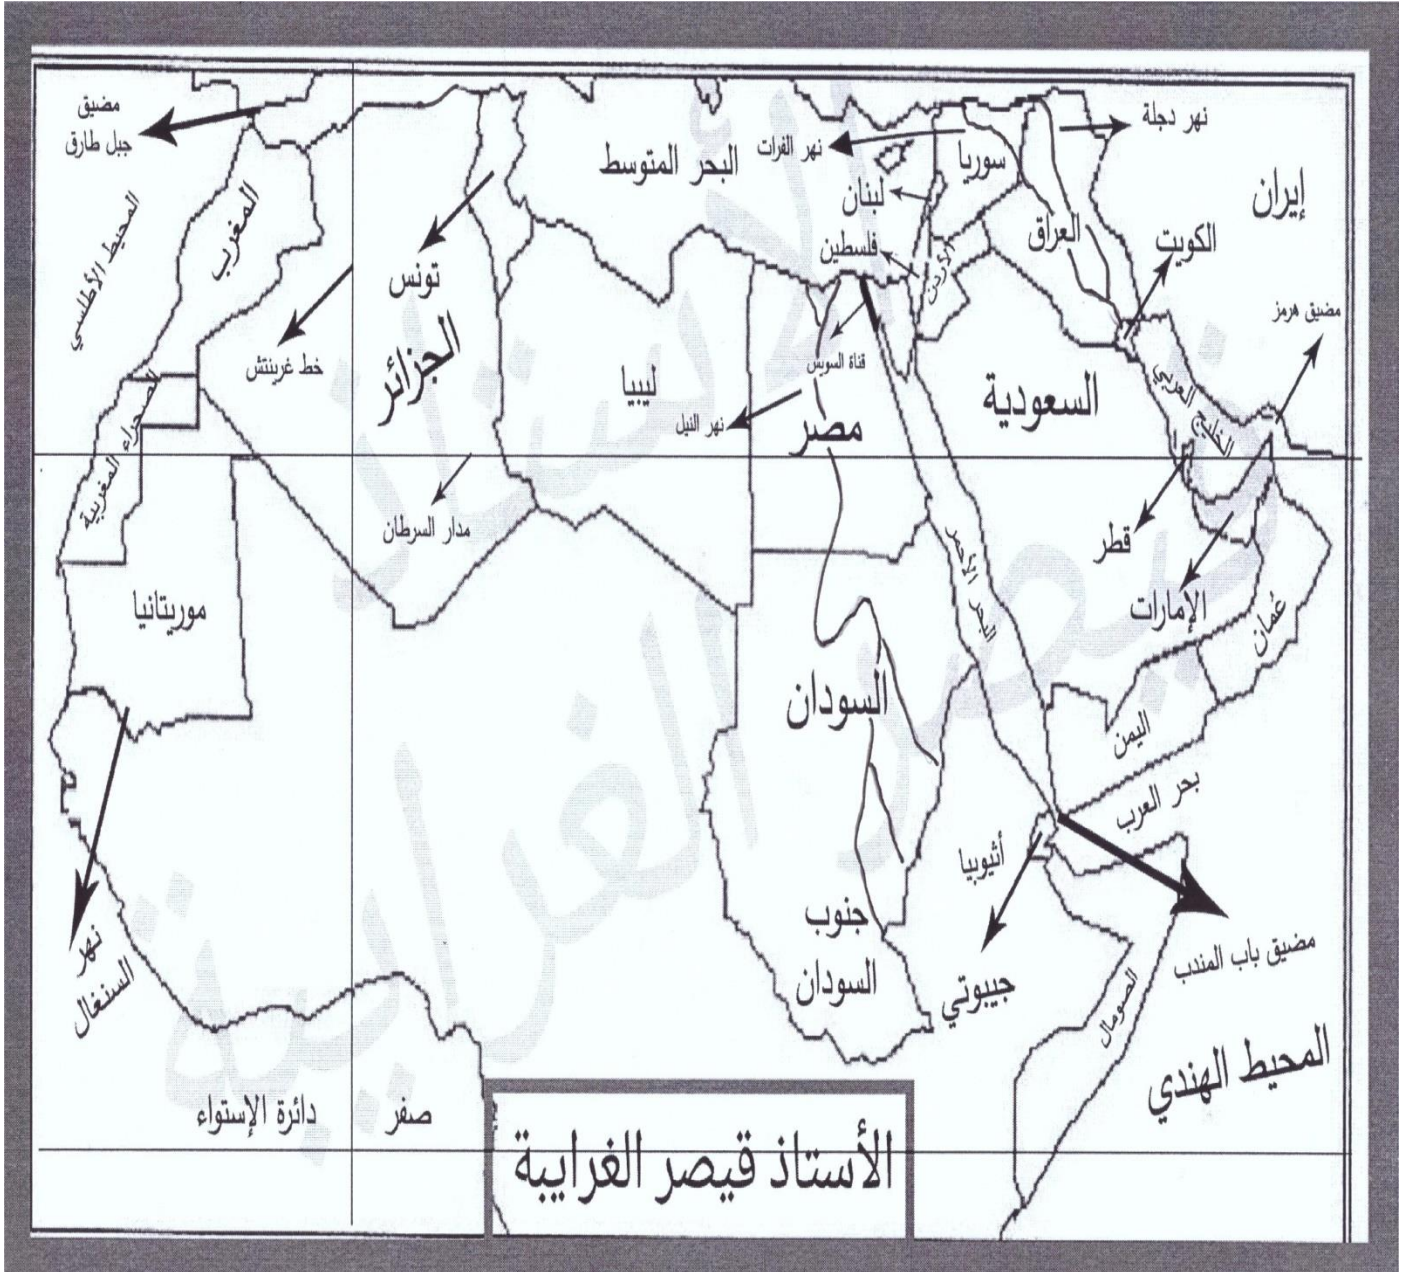 مضيق
جبل طارق
المحيط الأطلسي
المغرب
خط غرينتش
تونس
الجزائر
البحر المتوسط
نهر الفرات
نهر دجلة
سوريا
لبنان
فلسطين
الأردن
العراق
إيران
الكويت
مضيق هرمز
قناة السويس
نهر النيل
ليبيا
مصر
السعودية
الخليج العربي
الصحراء المغربية
مدار السرطان
قطر
الإمارات
عُمان
موريتانيا
البحر الأحمر
السودان
اليمن
بحر العرب
أثيوبيا
جنوب
السودان
جيبوتي
مضيق باب المندب
الصومال
المحيط الهندي
نهر
السنغال
صفر
دائرة الإستواء
الأستاذ قيصر الغرايبة
الأستاذ
قيصر الغرايبة